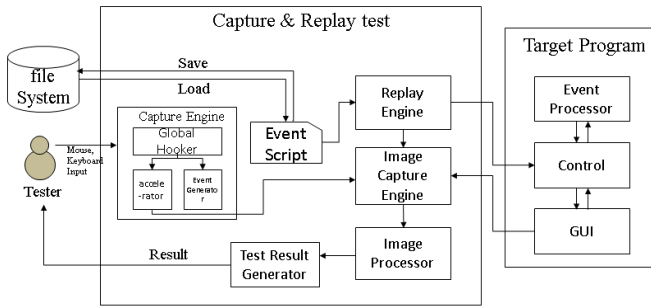 Capture & Replay test
Target Program
file
System
Save
Load
Capture Engine
Global
Hooker
accele
-rator
Event
Generato
r
Event
Script
Replay
Engine
Image
Capture
Engine
Image
Processor
Test Result
Generator
Event
Processor
Control
GUI
Mouse,
Keyboard
Input
Tester
Result